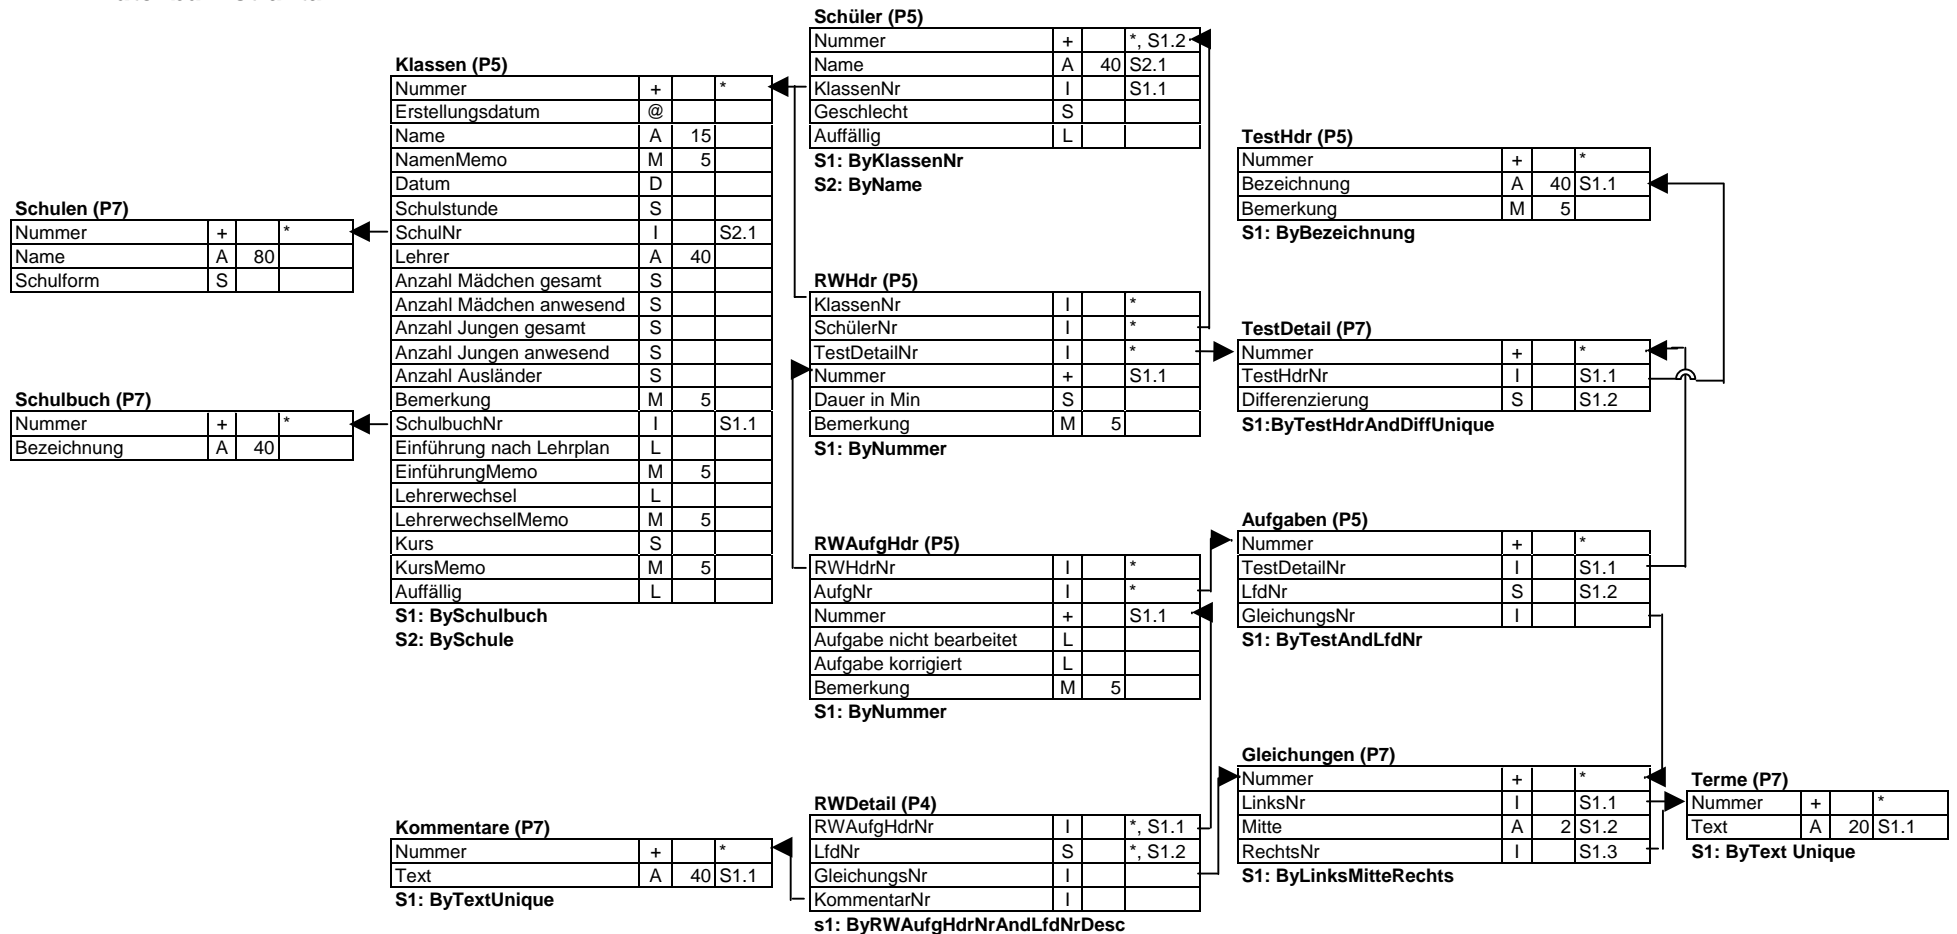 Schüler (P5)
Nummer + *, S1.2
Name A 40 S2.1
KlassenNr I S1.1
Geschlecht S
Auffällig L
S1: ByKlassenNr
S2: ByName
Klassen (P5)
Nummer + *
Erstellungsdatum @
Name A 15
NamenMemo M 5
Datum D
Schulstunde S
SchulNr I S2.1
Lehrer A 40
Anzahl Mädchen gesamt S
Anzahl Mädchen anwesend S
Anzahl Jungen gesamt S
Anzahl Jungen anwesend S
Anzahl Ausländer S
Bemerkung M 5
SchulbuchNr I S1.1
Einführung nach Lehrplan L
EinführungMemo M 5
Lehrerwechsel L
LehrerwechselMemo M 5
Kurs S
KursMemo M 5
Auffällig L
S1: BySchulbuch
S2: BySchule
Schulen (P7)
Nummer + *
Name A 80
Schulform S
Schulbuch (P7)
Nummer + *
Bezeichnung A 40
TestHdr (P5)
Nummer + *
Bezeichnung A 40 S1.1
Bemerkung M 5
S1: ByBezeichnung
RWHdr (P5)
KlassenNr I *
SchülerNr I *
TestDetailNr I *
Nummer + S1.1
Dauer in Min S
Bemerkung M 5
S1: ByNummer
TestDetail (P7)
Nummer + *
TestHdrNr I S1.1
Differenzierung S S1.2
S1:ByTestHdrAndDiffUnique
RWAufgHdr (P5)
RWHdrNr I *
AufgNr I *
Nummer + S1.1
Aufgabe nicht bearbeitet L
Aufgabe korrigiert L
Bemerkung M 5
S1: ByNummer
Aufgaben (P5)
Nummer + *
TestDetailNr I S1.1
LfdNr S S1.2
GleichungsNr I
S1: ByTestAndLfdNr
Gleichungen (P7)
Nummer + *
LinksNr I S1.1
Mitte A 2 S1.2
RechtsNr I S1.3
S1: ByLinksMitteRechts
Terme (P7)
Nummer + *
Text A 20 S1.1
S1: ByText Unique
Kommentare (P7)
Nummer + *
Text A 40 S1.1
S1: ByTextUnique
RWDetail (P4)
RWAufgHdrNr I *, S1.1
LfdNr S *, S1.2
GleichungsNr I
KommentarNr I
s1: ByRWAufgHdrNrAndLfdNrDesc